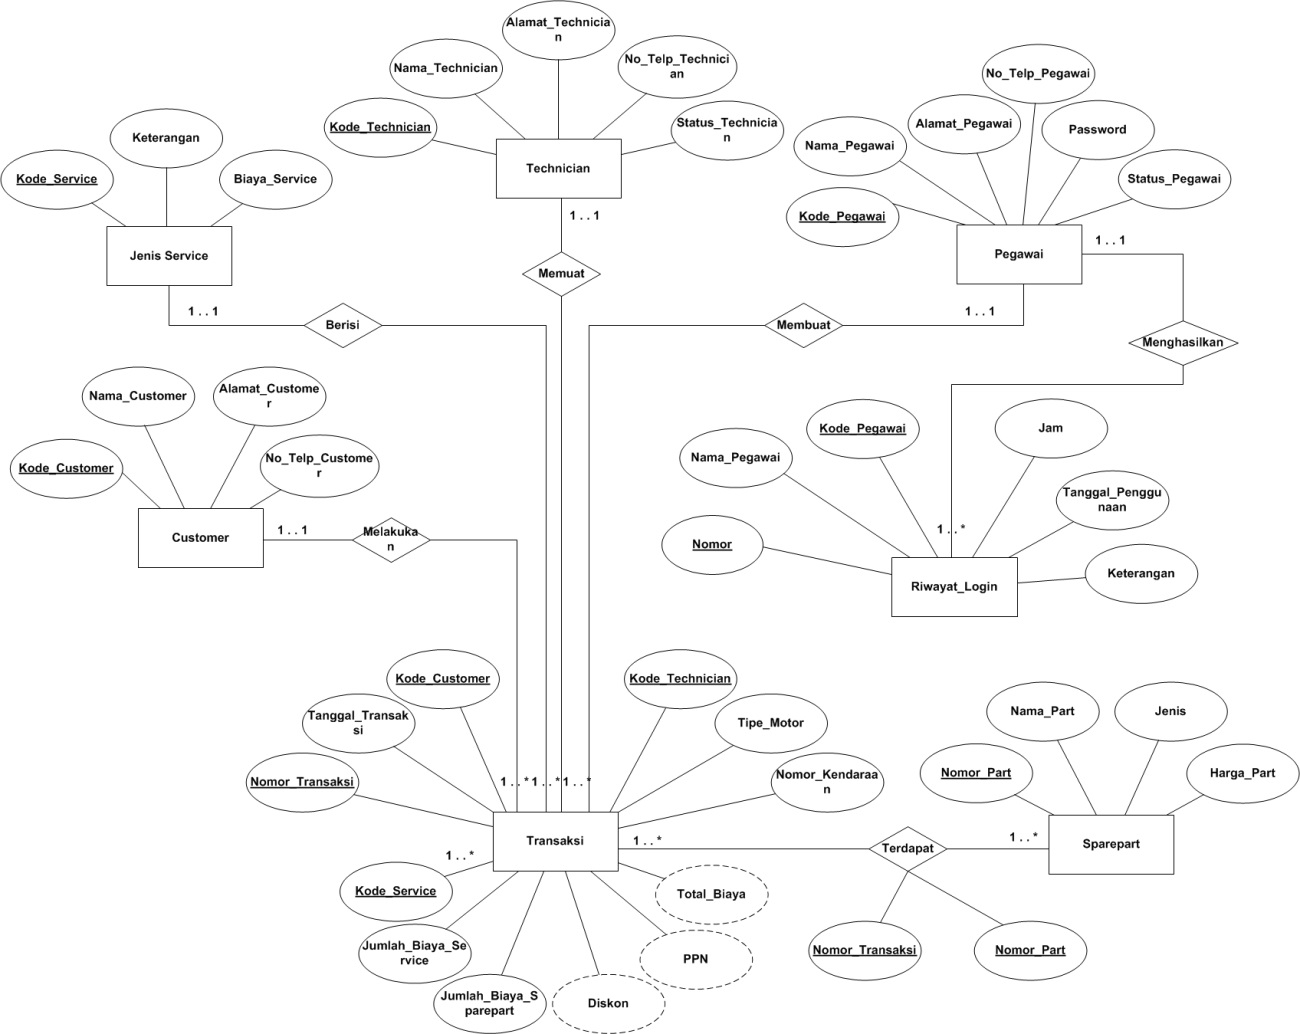 Alamat_Technicia
n
Nama_Technician
No_Telp_Technici
an
Kode_Technician
Status_Technicia
n
Technician
1 . . 1
Memuat
Keterangan
Kode_Service
Biaya_Service
Jenis Service
1 . . 1
Berisi
No_Telp_Pegawai
Alamat_Pegawai
Password
Nama_Pegawai
Status_Pegawai
Kode_Pegawai
Pegawai
1 . . 1
1 . . 1
Membuat
Menghasilkan
Nama_Customer
Alamat_Custome
r
Kode_Customer
No_Telp_Custome
r
Customer
1 . . 1
Melakukan
n
Kode_Pegawai
Jam
Nama_Pegawai
Tanggal_Penggu
naan
Nomor
Keterangan
1 . . *
Riwayat_Login
Kode_Customer
Kode_Technician
Tanggal_Transak
si
Tipe_Motor
Nomor_Transaksi
Nomor_Kendaraa
n
1 . . *
1 . . *
1 . . *
Transaksi
1 . . *
1 . . *
Kode_Service
Jumlah_Biaya_Se
rvice
Jumlah_Biaya_S
parepart
Diskon
PPN
Total_Biaya
Terdapat
1 . . *
Nomor_Transaksi
Nomor_Part
Nama_Part
Jenis
Nomor_Part
Harga_Part
Sparepart